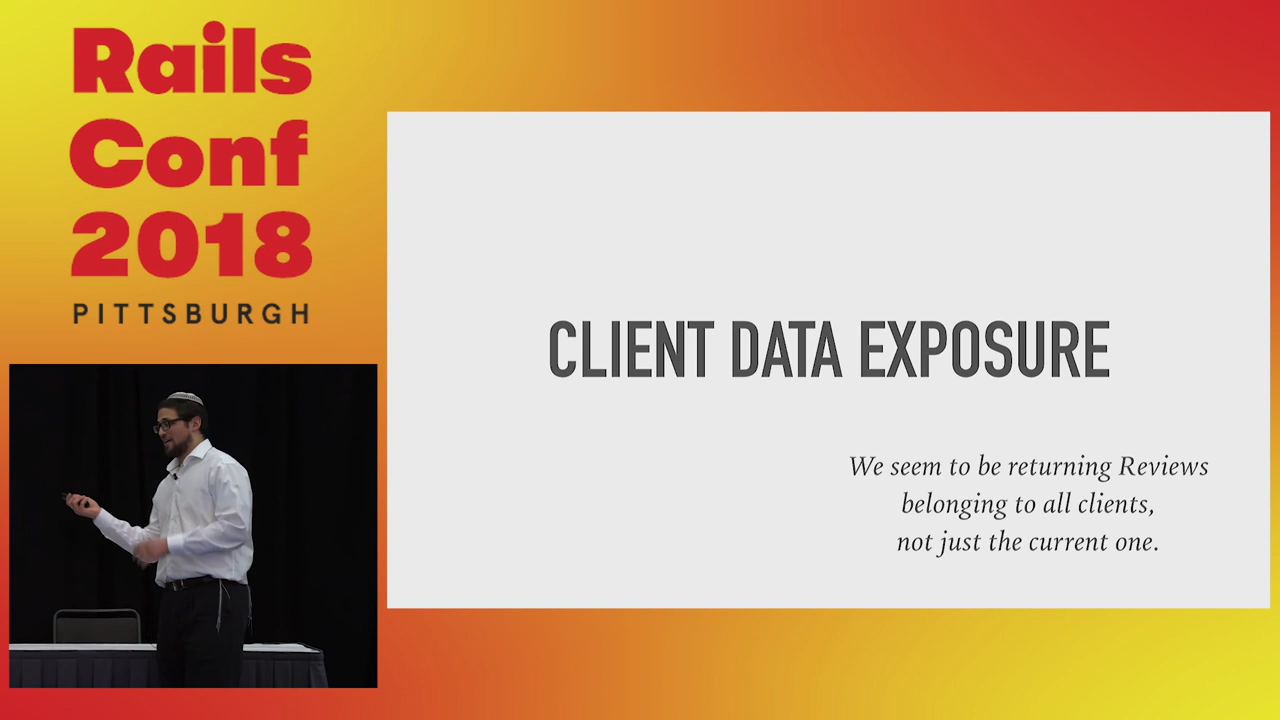 Rails
Conf
2018
PITTSBURGH
CLIENT DATA EXPOSURE
We seem to be returning Reviews
belonging to all clients,
not just the current one.